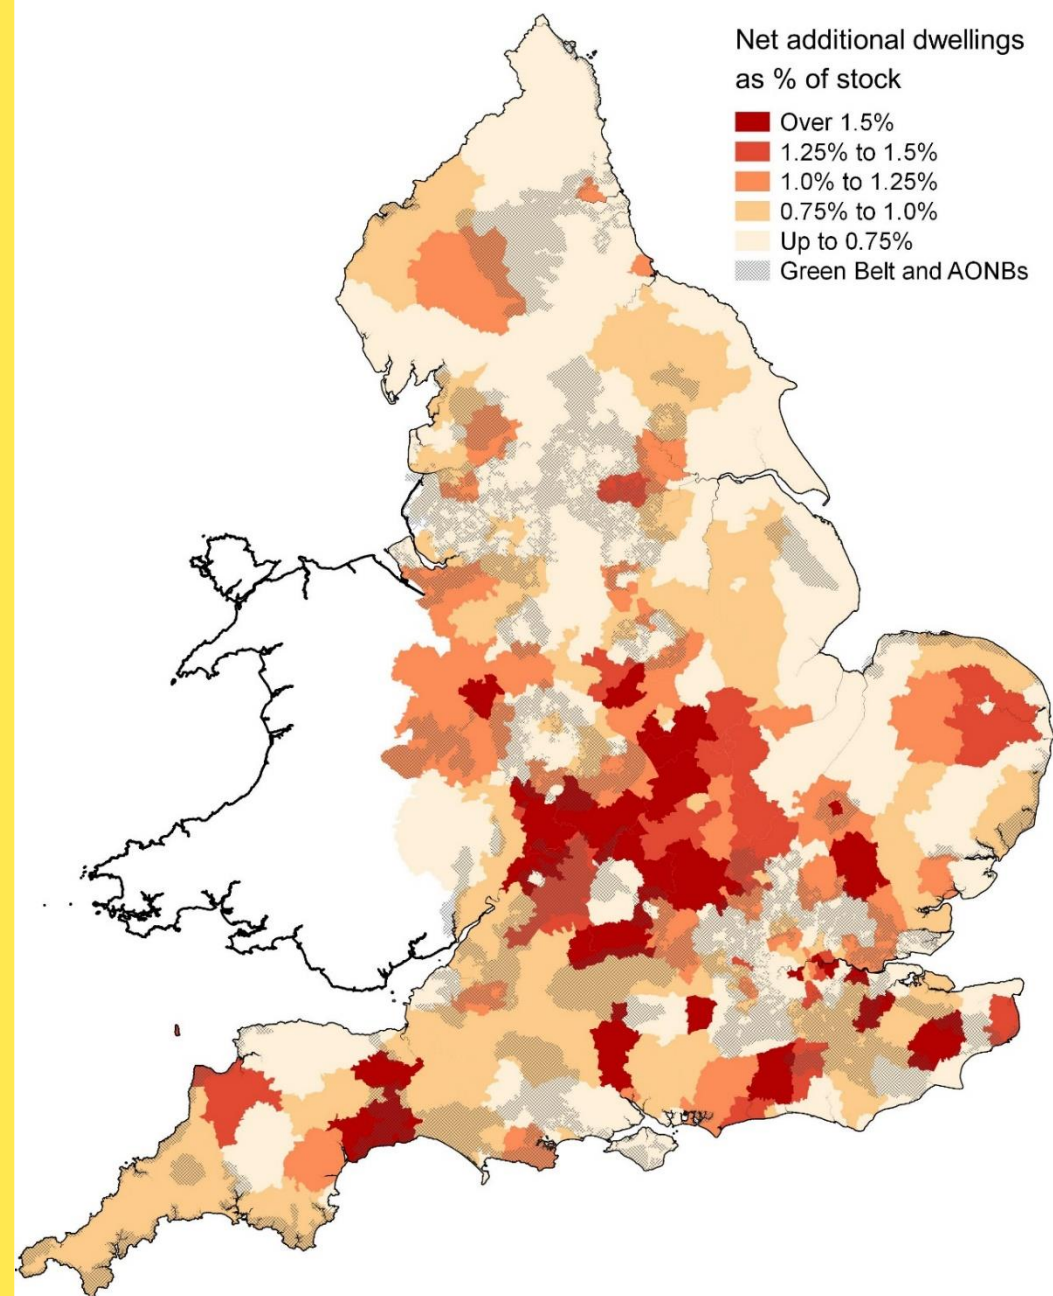 Net additional dwellings
as % of stock
Over 1.5%
1.25% to 1.5%
1.0% to 1.25%
0.75% to 1.0%
Up to 0.75%
Green Belt and AONBs